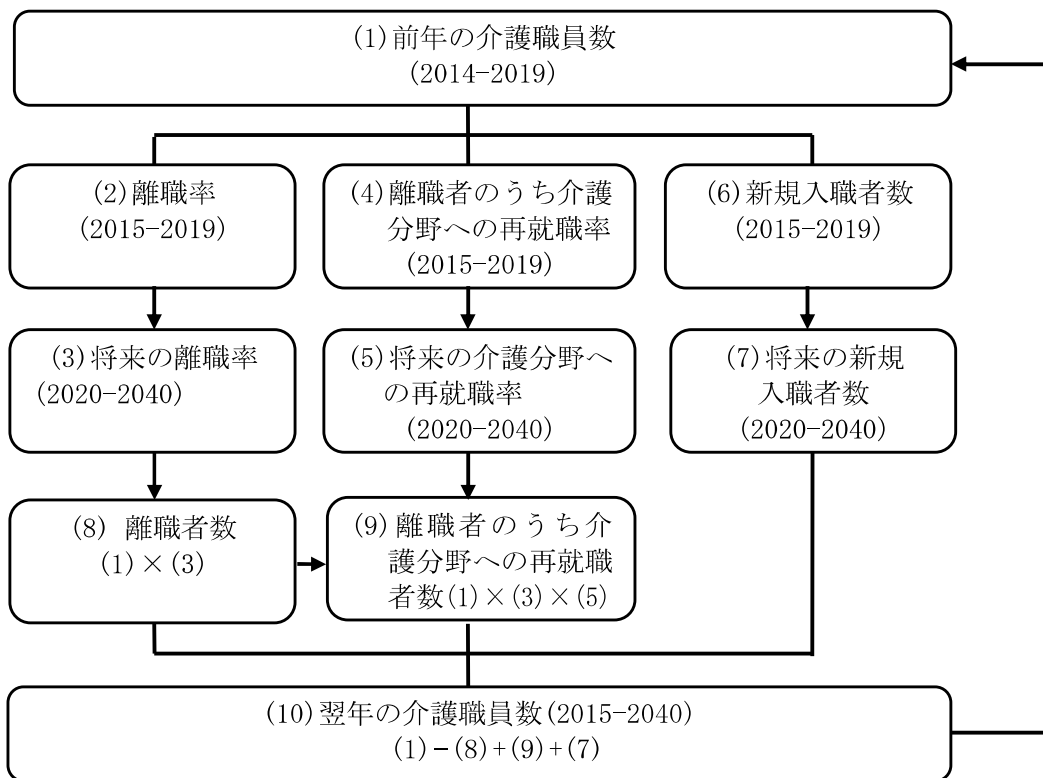 (1)前年の介護職員数
(2014-2019)
(2)離職率
(2015-2019)
(4)離職者のうち介護
分野への再就職率
(2015-2019)
(6)新規入職者数
(2015-2019)
(3)将来の離職率
(2020-2040)
(5)将来の介護分野へ
の再就職率
(2020-2040)
(7)将来の新規
入職者数
(2020-2040)
(8) 離職者数
(1)×(3)
(9)離職者のうち介
護分野への再就職
者数(1)×(3)×(5)
(10)翌年の介護職員数(2015-2040)
(1)-(8)+(9)+(7)